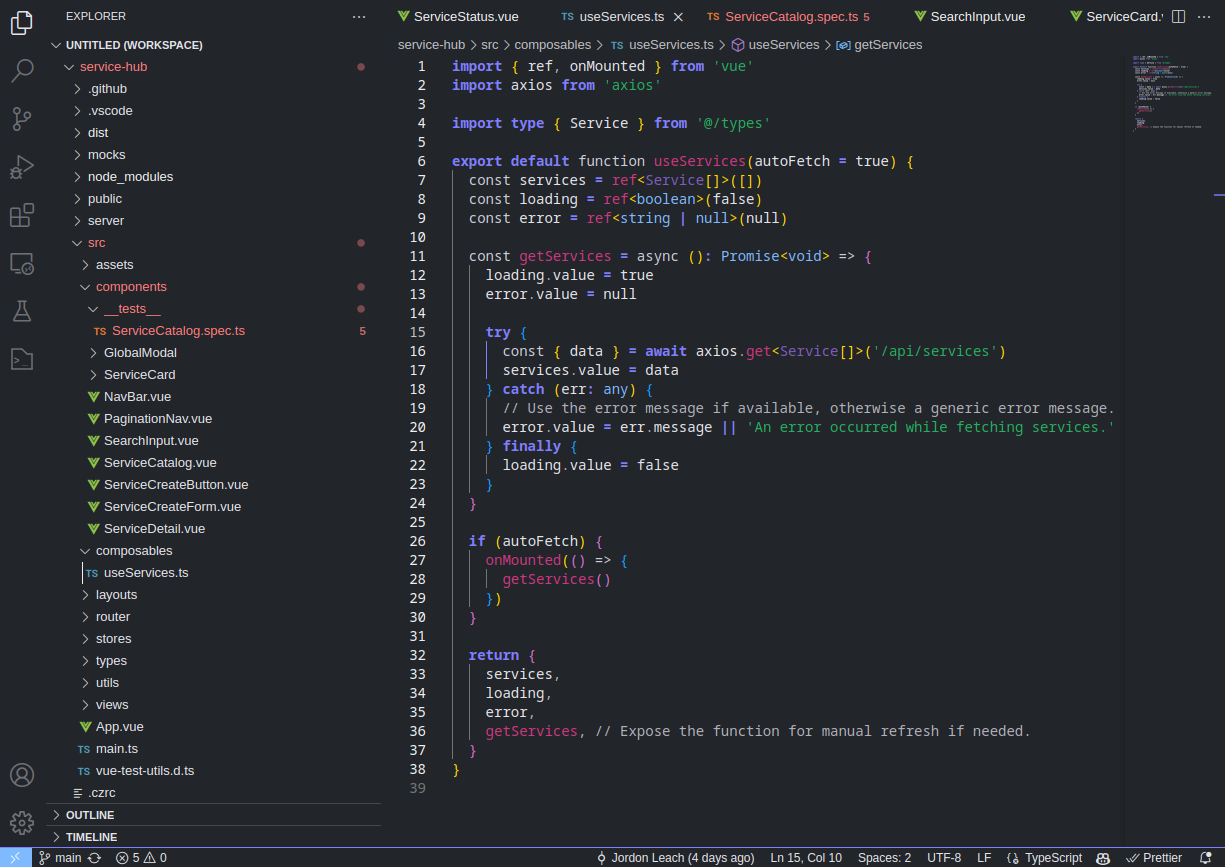 EXPLORER
UNTITLED (WORKSPACE)
service-hub
.github
.vscode
dist
mocks
node_modules
public
server
src
assets
components
__tests__
TS ServiceCatalog.spec.ts 5
GlobalModal
ServiceCard
NavBar.vue
PaginationNav.vue
SearchInput.vue
ServiceCatalog.vue
ServiceCreateButton.vue
ServiceCreateForm.vue
ServiceDetail.vue
composables
TS useServices.ts
layouts
router
stores
types
utils
views
App.vue
TS main.ts
TS vue-test-utils.d.ts
.czrc
OUTLINE
TIMELINE
ServiceStatus.vue TS useServices.ts TS ServiceCatalog.spec.ts 5 SearchInput.vue ServiceCard.
service-hub > src > composables > TS useServices.ts > useServices > getServices
1 import { ref, onMounted } from 'vue'
2 import axios from 'axios'
3
4 import type { Service } from '@/types'
5
6 export default function useServices(autoFetch = true) {
7 const services = ref<Service[]>([])
8 const loading = ref<boolean>(false)
9 const error = ref<string | null>(null)
10
11 const getServices = async (): Promise<void> => {
12 loading.value = true
13 error.value = null
14
15 try {
16 const { data } = await axios.get<Service[]>('/api/services')
17 services.value = data
18 } catch (err: any) {
19 // Use the error message if available, otherwise a generic error message.
20 error.value = err.message || 'An error occurred while fetching services.'
21 } finally {
22 loading.value = false
23 }
24 }
25
26 if (autoFetch) {
27 onMounted(() => {
28 getServices()
29 })
30 }
31
32 return {
33 services,
34 loading,
35 error,
36 getServices, // Expose the function for manual refresh if needed.
37 }
38 }
39
main 5 0 Jordon Leach (4 days ago) Ln 15, Col 10 Spaces: 2 UTF-8 LF TypeScript Prettier